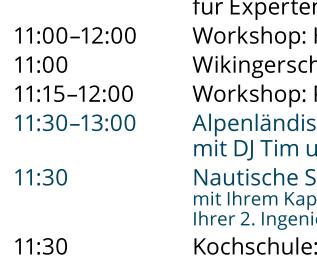 für Experten
11:00–12:00 Workshop:
11:00 Wikingersch
11:15–12:00 Workshop:
11:30–13:00 Alpenländis
mit DJ Tim u
11:30 Nautische S
mit Ihrem Kap
Ihrer 2. Ingenie
11:30 Kochschule: